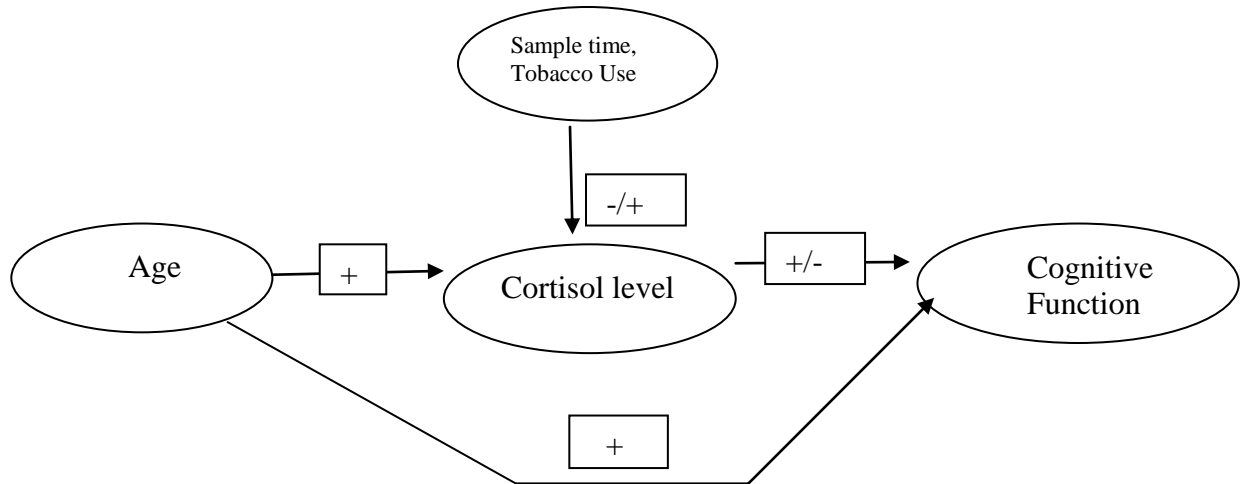 Sample time,
Tobacco Use
-/+
Age
+
Cortisol level
+/-
Cognitive
Function
+